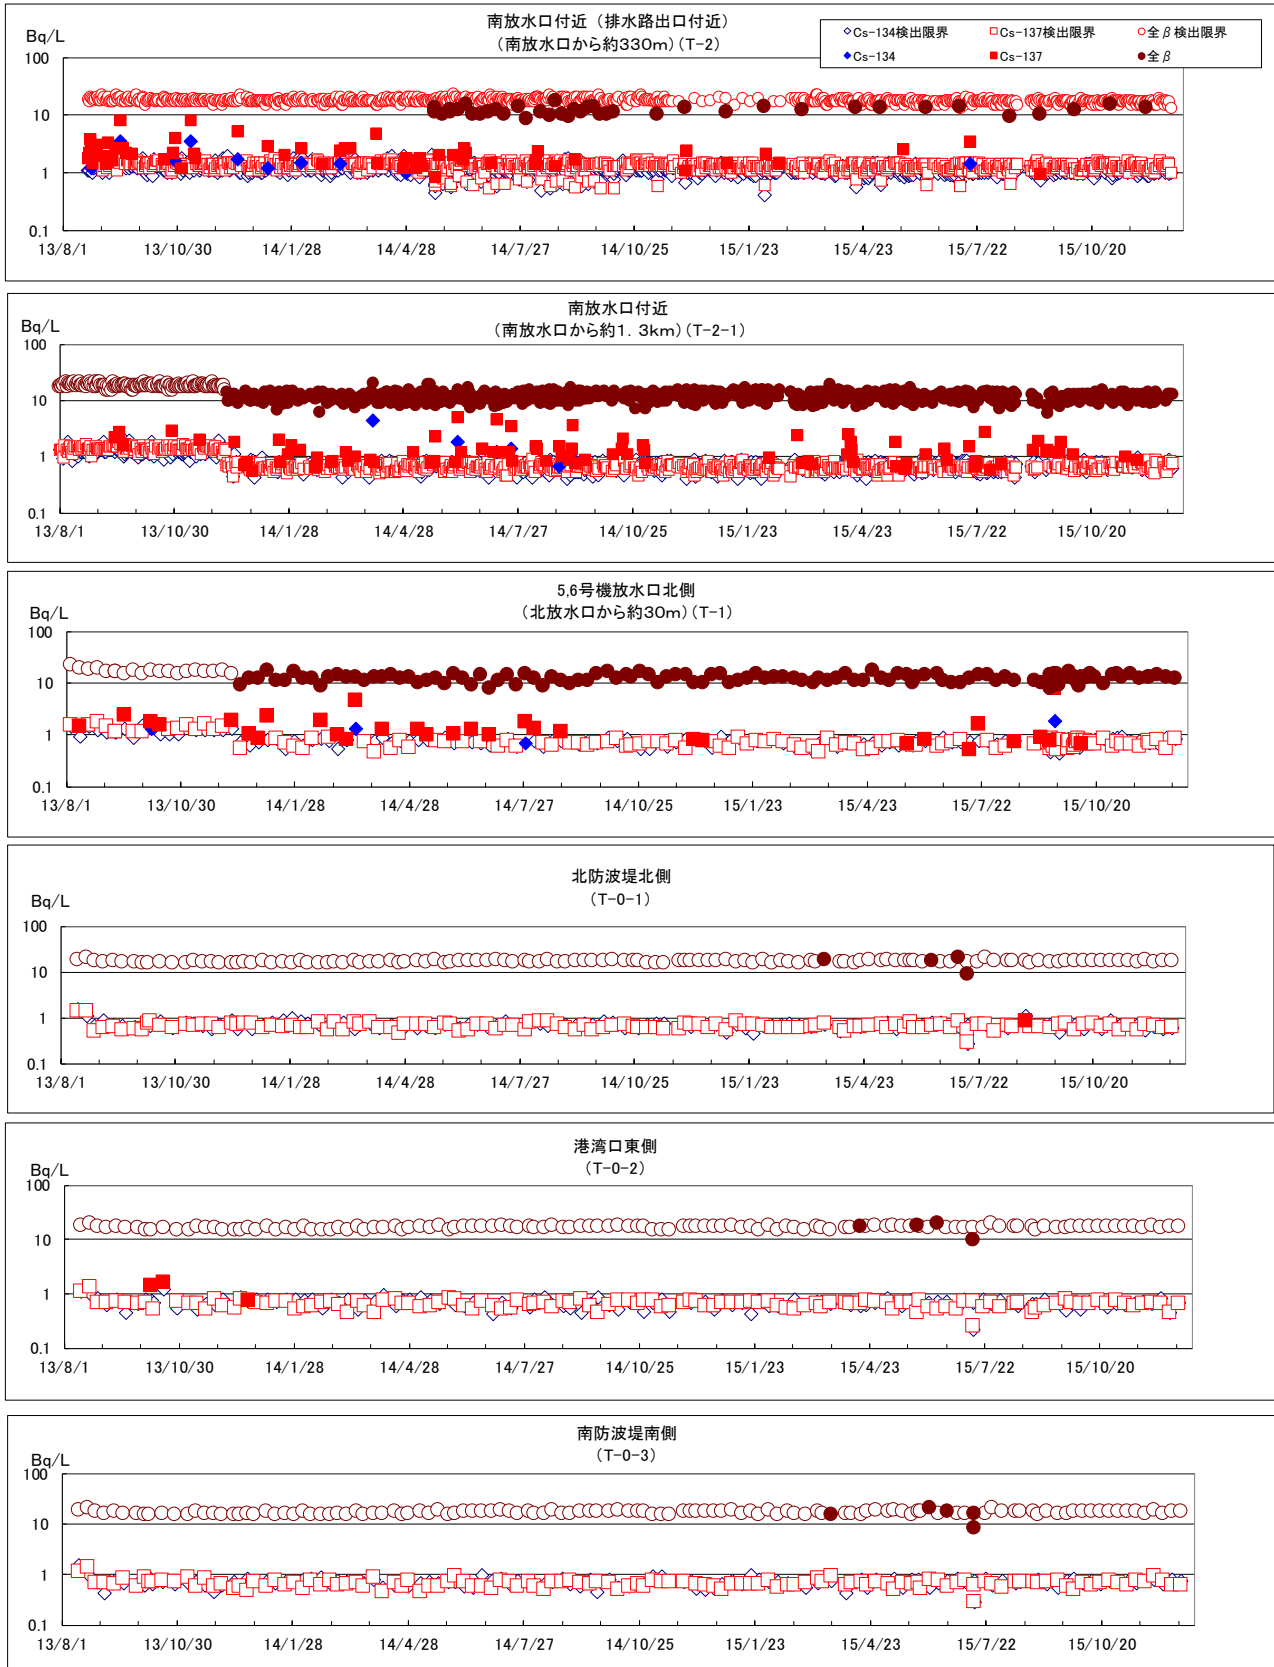 南放水口付近（排水路出口付近）
（南放水口から約330m）(T-2)
Bq/L
◇Cs-134検出限界 □Cs-137検出限界 ○全β検出限界
◆Cs-134 ■Cs-137 ●全β
100
10
1
0.1
13/8/1 13/10/30 14/1/28 14/4/28 14/7/27 14/10/25 15/1/23 15/4/23 15/7/22 15/10/20
南放水口付近
（南放水口から約1．3km）(T-2-1)
Bq/L
100
10
1
0.1
13/8/1 13/10/30 14/1/28 14/4/28 14/7/27 14/10/25 15/1/23 15/4/23 15/7/22 15/10/20
5,6号機放水口北側
（北放水口から約30m）(T-1)
Bq/L
100
10
1
0.1
13/8/1 13/10/30 14/1/28 14/4/28 14/7/27 14/10/25 15/1/23 15/4/23 15/7/22 15/10/20
北防波堤北側
(T-0-1)
Bq/L
100
10
1
0.1
13/8/1 13/10/30 14/1/28 14/4/28 14/7/27 14/10/25 15/1/23 15/4/23 15/7/22 15/10/20
港湾口東側
(T-0-2)
Bq/L
100
10
1
0.1
13/8/1 13/10/30 14/1/28 14/4/28 14/7/27 14/10/25 15/1/23 15/4/23 15/7/22 15/10/20
南防波堤南側
(T-0-3)
Bq/L
100
10
1
0.1
13/8/1 13/10/30 14/1/28 14/4/28 14/7/27 14/10/25 15/1/23 15/4/23 15/7/22 15/10/20